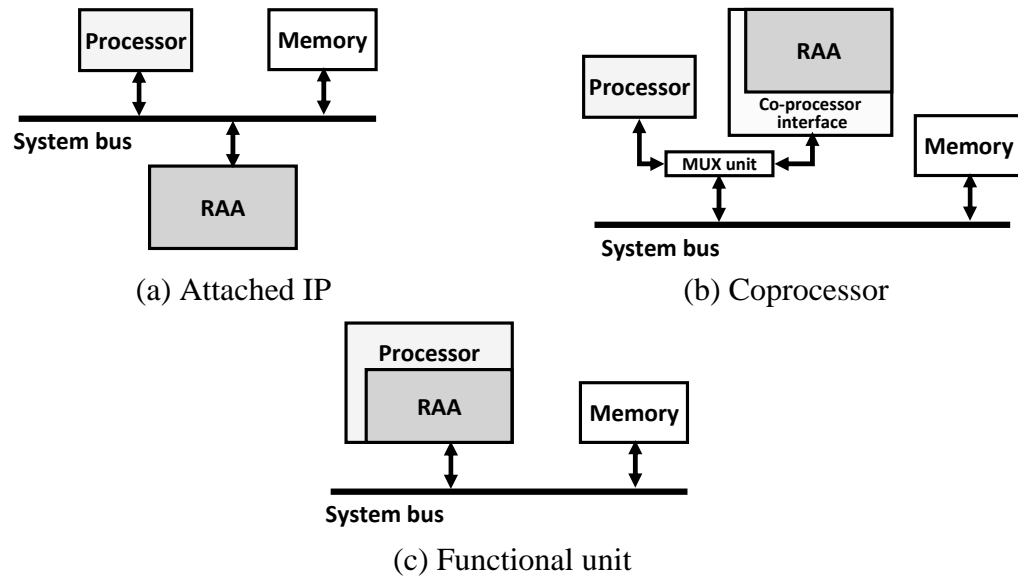 Processor
Memory
System bus
RAA
(a) Attached IP
RAA
Processor
Co-processor
interface
MUX unit
Memory
System bus
(b) Coprocessor
Processor
RAA
Memory
System bus
(c) Functional unit